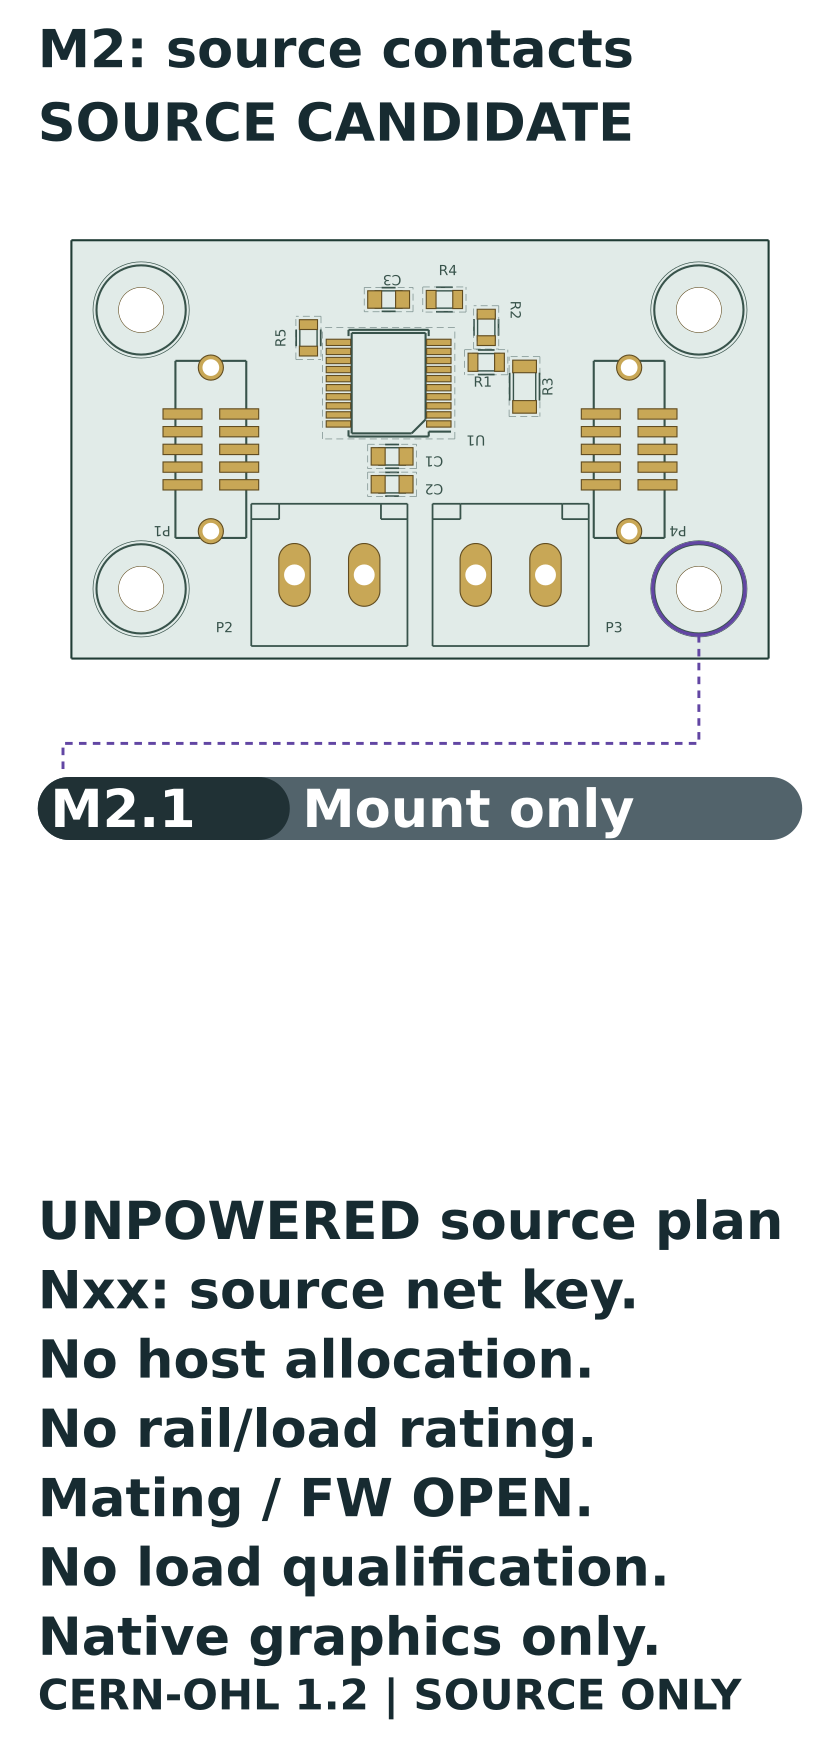 M2: source contacts
SOURCE CANDIDATE
C3
R4
R2
R5
R1
R3
U1
C1
C2
P1
P4
P2
P3
M2.1 Mount only
UNPOWERED source plan
Nxx: source net key.
No host allocation.
No rail/load rating.
Mating / FW OPEN.
No load qualification.
Native graphics only.
CERN-OHL 1.2 | SOURCE ONLY